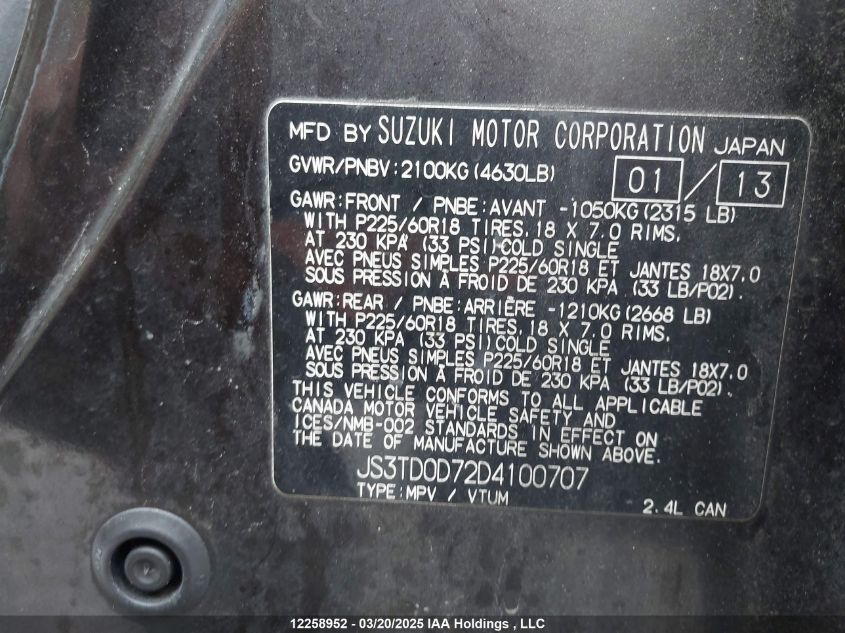 MFD BY SUZUKI MOTOR CORPORATION JAPAN
GVWR/PNBV:2100KG(4630LB) 01 / 13
GAWR:FRONT / PNBE:AVANT -1050KG(2315 LB)
WITH P225/60R18 TIRES, 18 X 7.0 RIMS,
AT 230 KPA (33 PSI)COLD SINGLE
AVEC PNEUS SIMPLES P225/60R18 ET JANTES 18X7.0
SOUS PRESSION À FROID DE 230 KPA (33 LB/PO2).
GAWR:REAR / PNBE:ARRIÈRE -1210KG(2668 LB)
WITH P225/60R18 TIRES, 18 X 7.0 RIMS,
AT 230 KPA (33 PSI)COLD SINGLE
AVEC PNEUS SIMPLES P225/60R18 ET JANTES 18X7.0
SOUS PRESSION À FROID DE 230 KPA (33 LB/PO2).
THIS VEHICLE CONFORMS TO ALL APPLICABLE
CANADA MOTOR VEHICLE SAFETY AND
ICES/NMB-002 STANDARDS IN EFFECT ON
THE DATE OF MANUFACTURE SHOWN ABOVE.
JS3TD0D72D4100707
TYPE:MPV / VTUM
2.4L CAN
12258952 - 03/20/2025 IAA Holdings , LLC